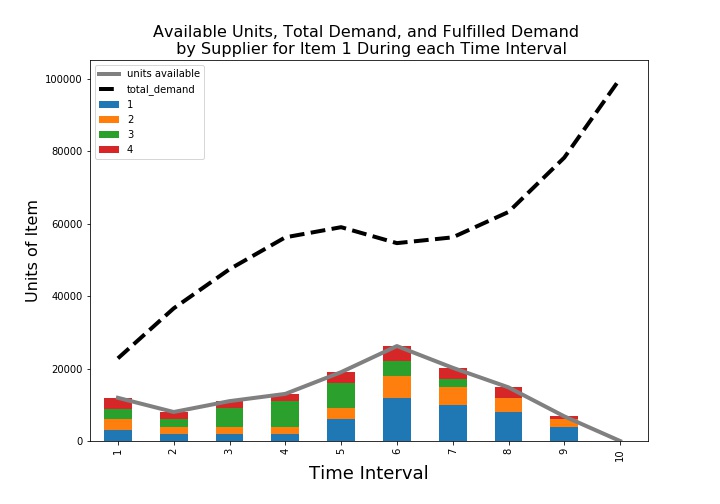 Available Units, Total Demand, and Fulfilled Demand
by Supplier for Item 1 During each Time Interval
units available
total_demand
1
2
3
4
100000
80000
60000
40000
20000
0
Units of Item
1 2 3 4 5 6 7 8 9 10
Time Interval